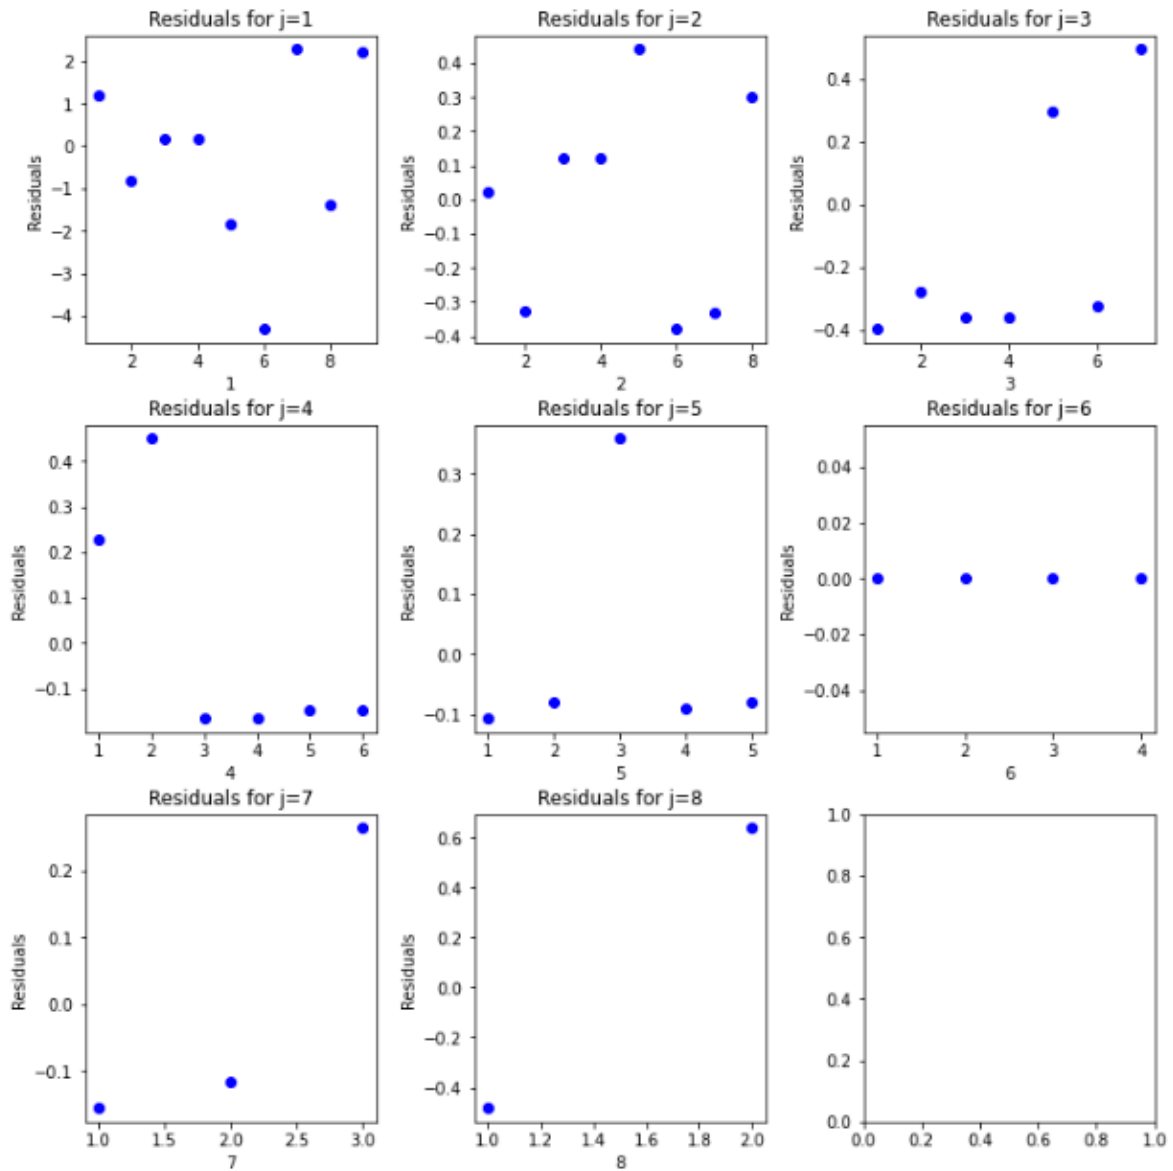 Residuals for j=1
Residuals
2
1
0
−1
−2
−3
−4
2 4 6 8
1
Residuals for j=2
Residuals
0.4
0.3
0.2
0.1
0.0
−0.1
−0.2
−0.3
−0.4
2 4 6 8
2
Residuals for j=3
Residuals
0.4
0.2
0.0
−0.2
−0.4
2 4 6
3
Residuals for j=4
Residuals
0.4
0.3
0.2
0.1
0.0
−0.1
1 2 3 4 5 6
4
Residuals for j=5
Residuals
0.3
0.2
0.1
0.0
−0.1
1 2 3 4 5
5
Residuals for j=6
Residuals
0.04
0.02
0.00
−0.02
−0.04
1 2 3 4
6
Residuals for j=7
Residuals
0.2
0.1
0.0
−0.1
1.0 1.5 2.0 2.5 3.0
7
Residuals for j=8
Residuals
0.6
0.4
0.2
0.0
−0.2
−0.4
1.0 1.2 1.4 1.6 1.8 2.0
8
1.0
0.8
0.6
0.4
0.2
0.0
0.0 0.2 0.4 0.6 0.8 1.0